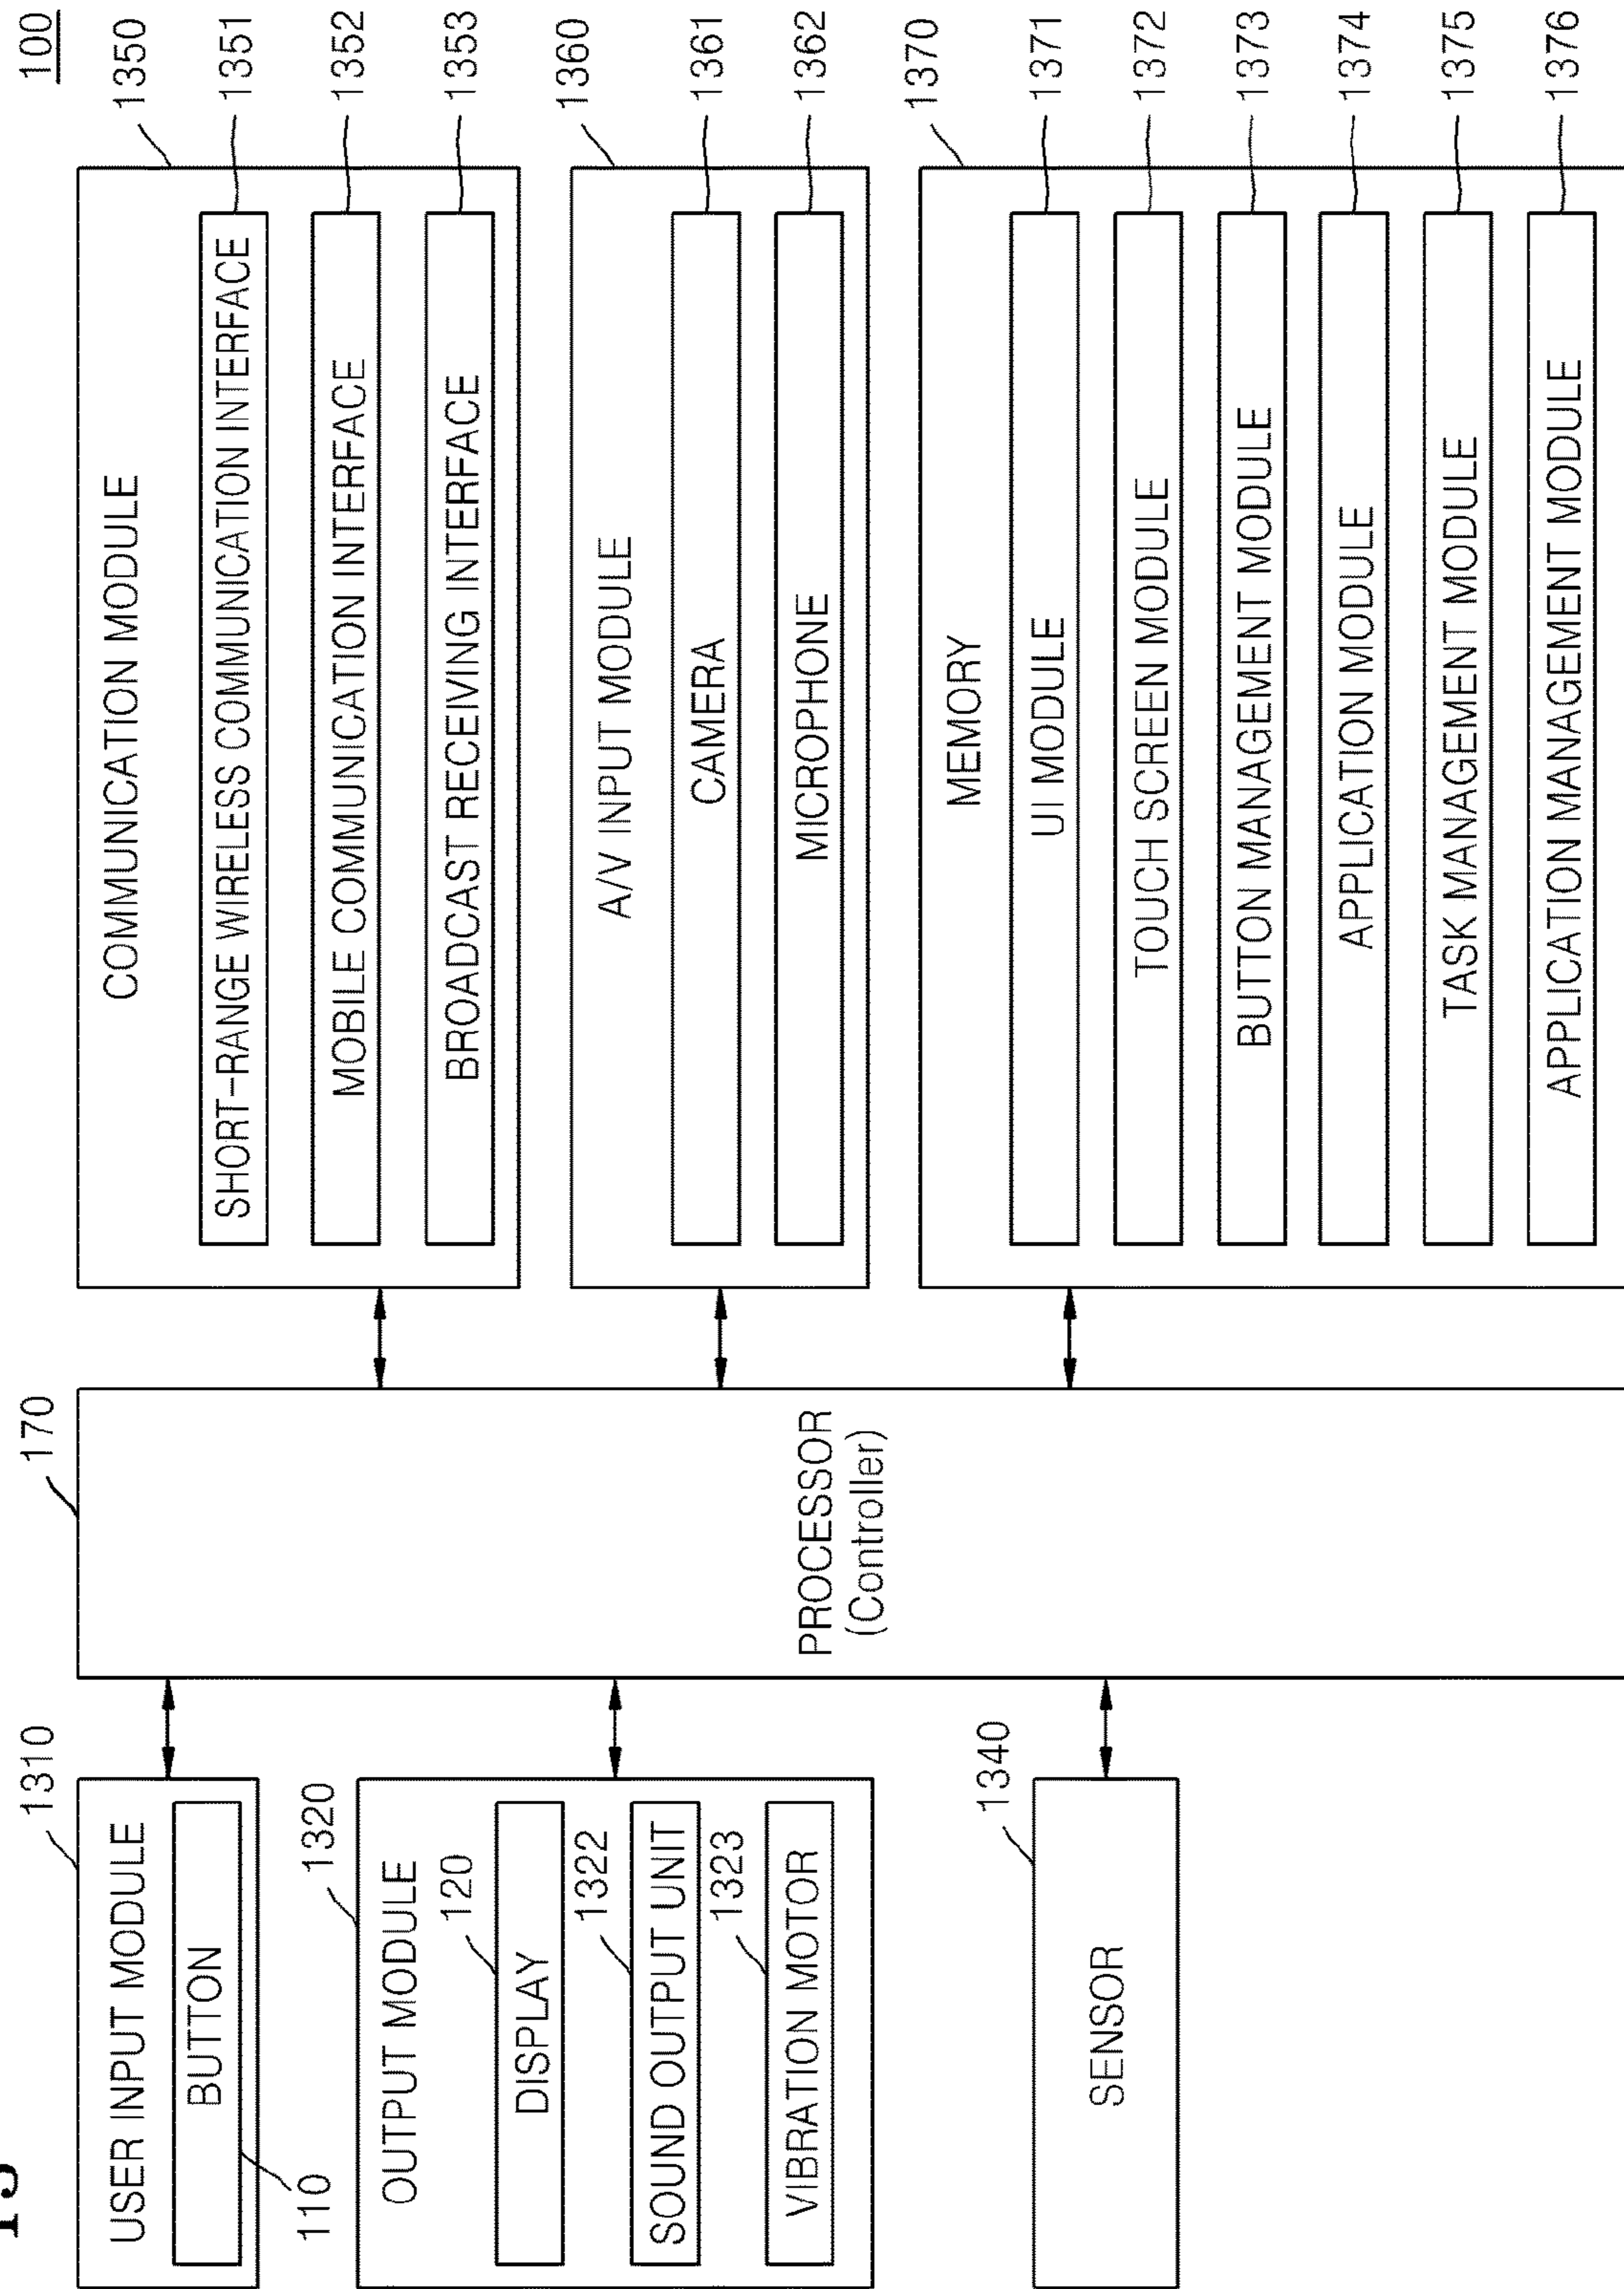 13
100
1310
USER INPUT MODULE
BUTTON
110
1320
OUTPUT MODULE
120
DISPLAY
1322
SOUND OUTPUT UNIT
1323
VIBRATION MOTOR
1340
SENSOR
170
PROCESSOR
(Controller)
1350
COMMUNICATION MODULE
SHORT-RANGE WIRELESS COMMUNICATION INTERFACE
1351
MOBILE COMMUNICATION INTERFACE
1352
BROADCAST RECEIVING INTERFACE
1353
1360
A/V INPUT MODULE
CAMERA
1361
MICROPHONE
1362
1370
MEMORY
UI MODULE
1371
TOUCH SCREEN MODULE
1372
BUTTON MANAGEMENT MODULE
1373
APPLICATION MODULE
1374
TASK MANAGEMENT MODULE
1375
APPLICATION MANAGEMENT MODULE
1376